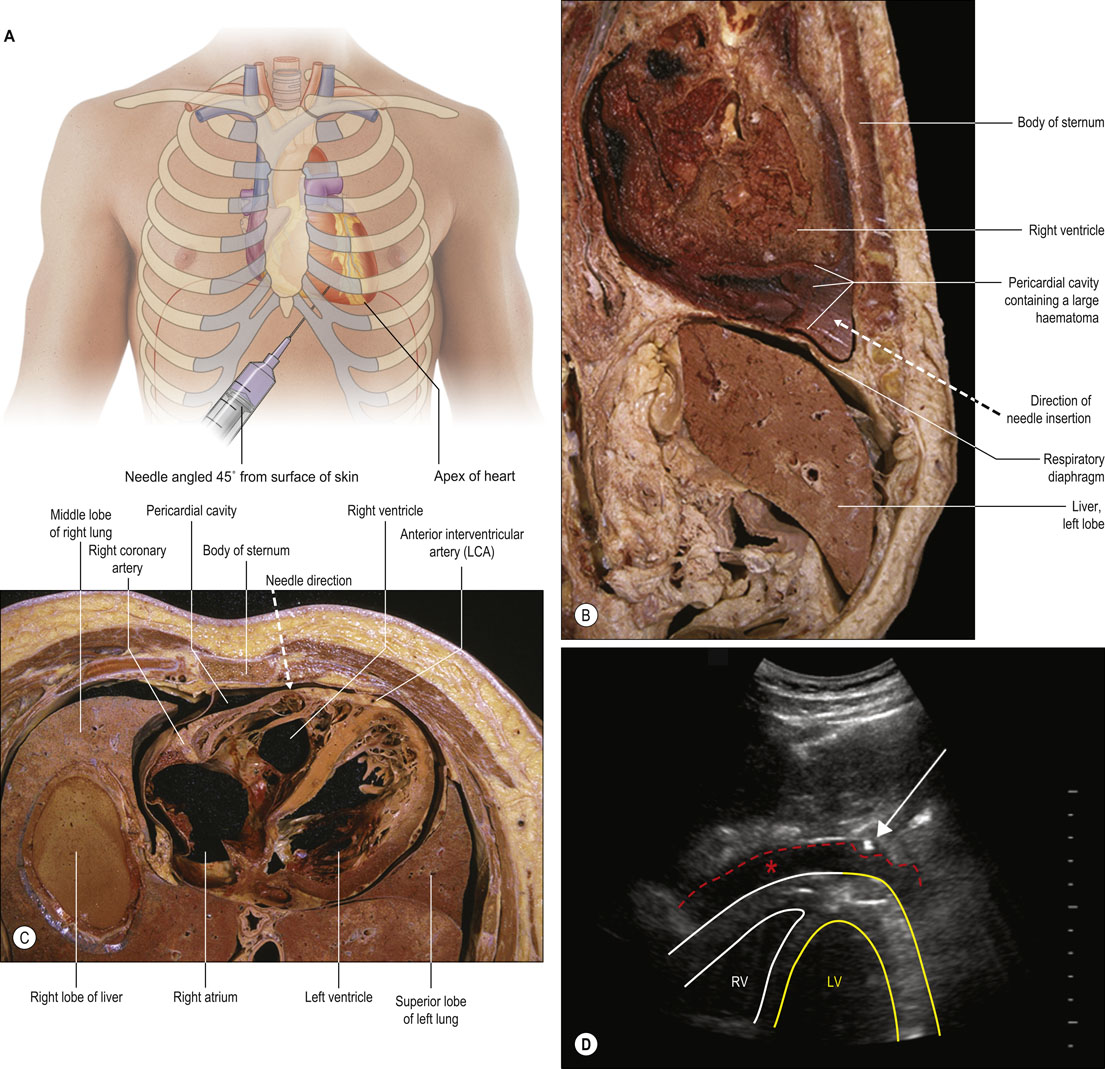 A
Needle angled 45° from surface of skin
Apex of heart
Body of sternum
Right ventricle
Pericardial cavity
containing a large
haematoma
Direction of
needle insertion
Respiratory
diaphragm
Liver,
left lobe
B
Middle lobe
of right lung
Right coronary
artery
Pericardial cavity
Body of sternum
Needle direction
Right ventricle
Anterior interventricular
artery (LCA)
C
Right lobe of liver
Right atrium
Left ventricle
Superior lobe
of left lung
*
RV
LV
D